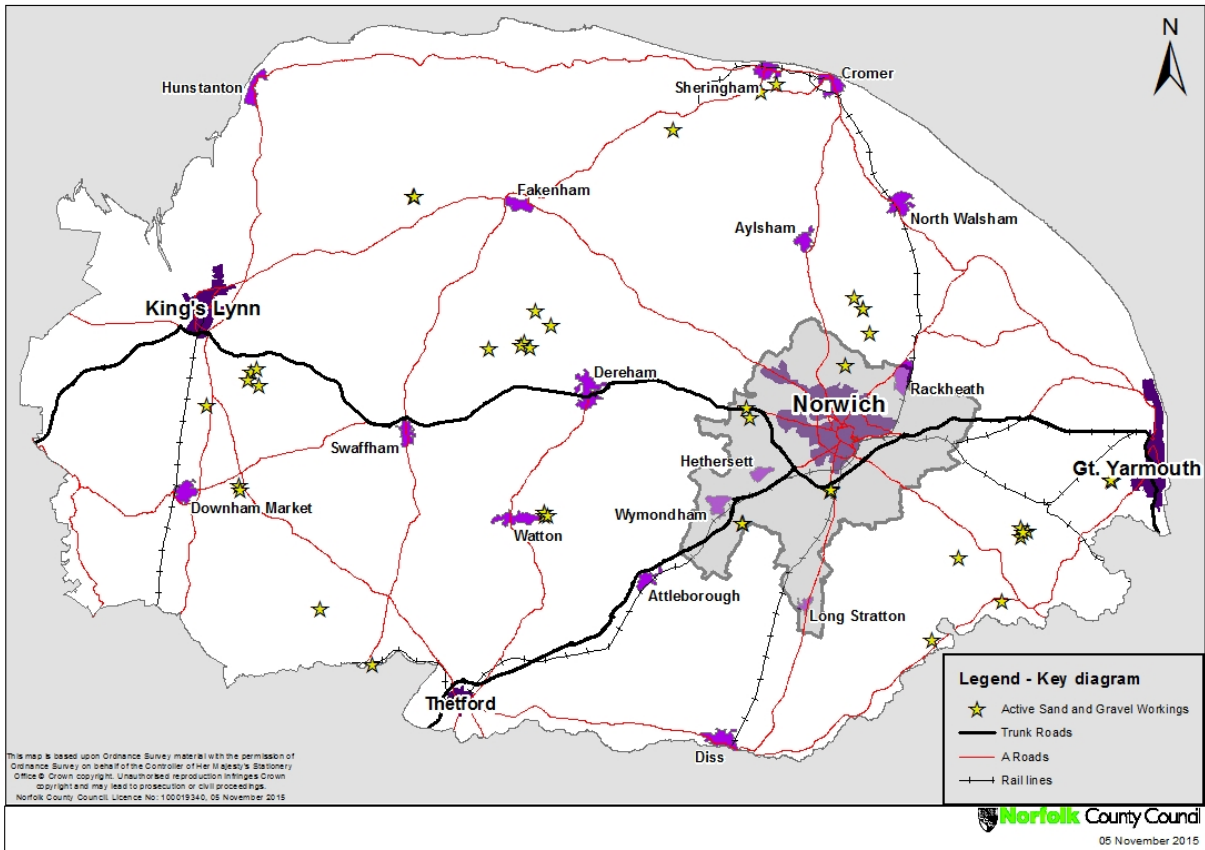 N
Hunstanton
Sheringham
Cromer
Fakenham
North Walsham
Aylsham
King's Lynn
Dereham
Rackheath
Norwich
Swaffham
Hethersett
Gt. Yarmouth
Downham Market
Wymondham
Watton
Attleborough
Long Stratton
Thetford
Diss
Legend - Key diagram
Active Sand and Gravel Workings
Trunk Roads
A Roads
Rail lines
This map is based upon Ordnance Survey material with the permission of
Ordnance Survey on behalf of the Controller of Her Majesty's Stationery
Office © Crown copyright. Unauthorised reproduction infringes Crown
copyright and may lead to prosecution or civil proceedings.
Norfolk County Council. Licence No: 100019340, 05 November 2015
Norfolk County Council
05 November 2015